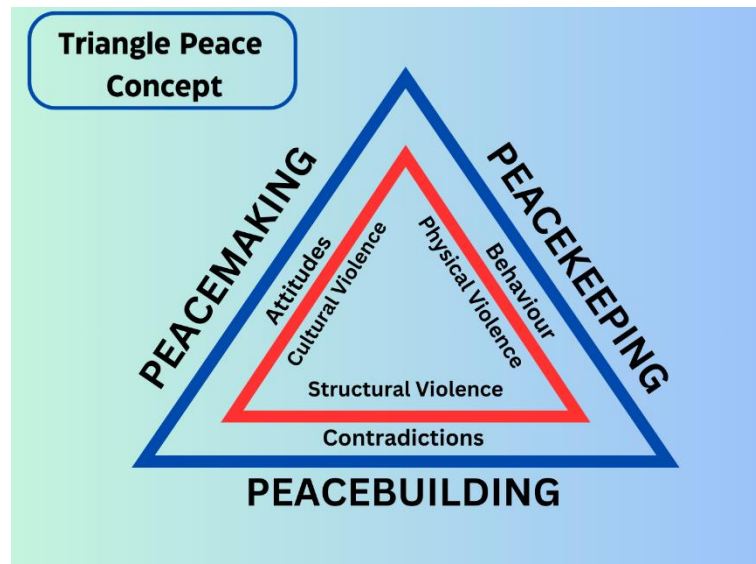 Triangle Peace
Concept
PEACEMAKING
PEACEKEEPING
Attitudes
Cultural Violence
Physical Violence
Behaviour
Structural Violence
Contradictions
PEACEBUILDING